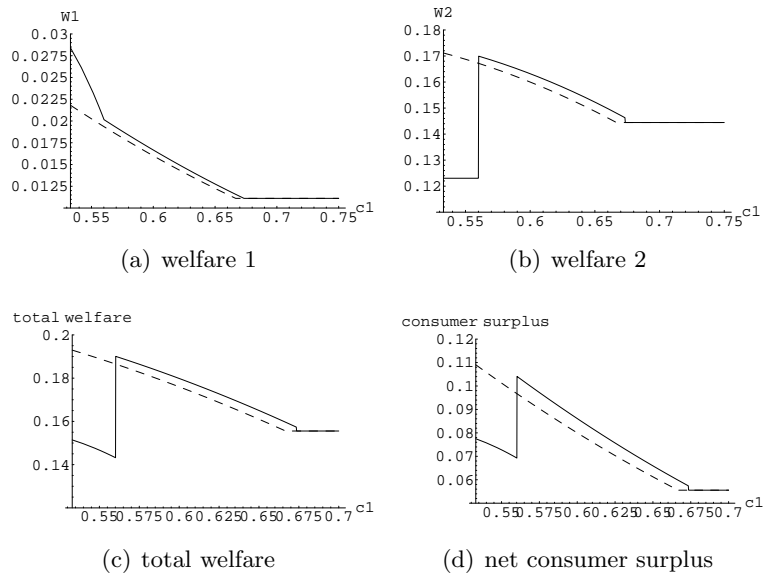 W1
0.03
0.0275
0.025
0.0225
0.02
0.0175
0.015
0.0125
0.55 0.6 0.65 0.7 0.75 c1
(a) welfare 1
W2
0.18
0.17
0.16
0.15
0.14
0.13
0.12
0.55 0.6 0.65 0.7 0.75 c1
(b) welfare 2
total welfare
0.2
0.18
0.16
0.14
0.55 0.575 0.6 0.625 0.65 0.675 0.7 c1
(c) total welfare
consumer surplus
0.12
0.11
0.1
0.09
0.08
0.07
0.06
0.55 0.575 0.6 0.625 0.65 0.675 0.7 c1
(d) net consumer surplus